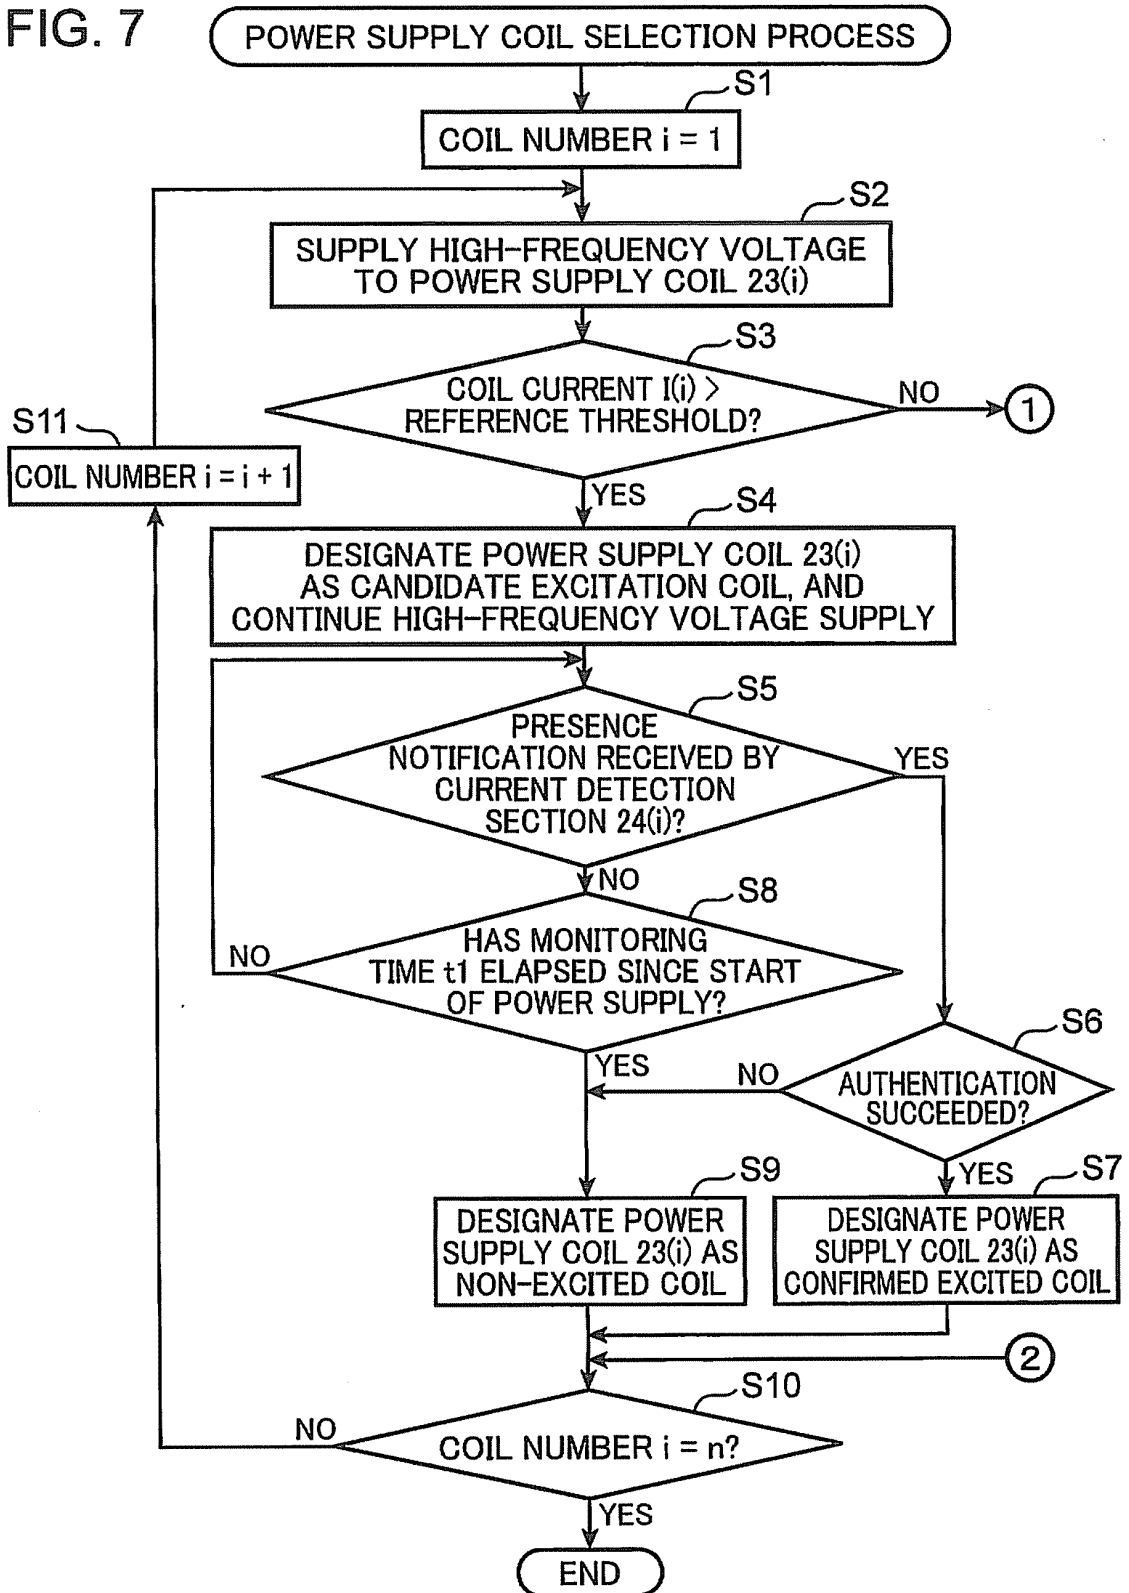 FIG. 7
POWER SUPPLY COIL SELECTION PROCESS
S1
COIL NUMBER i = 1
S2
SUPPLY HIGH-FREQUENCY VOLTAGE
TO POWER SUPPLY COIL 23(i)
S3
COIL CURRENT I(i) >
REFERENCE THRESHOLD?
NO
1
S11
COIL NUMBER i = i + 1
YES
S4
DESIGNATE POWER SUPPLY COIL 23(i)
AS CANDIDATE EXCITATION COIL, AND
CONTINUE HIGH-FREQUENCY VOLTAGE SUPPLY
S5
PRESENCE
NOTIFICATION RECEIVED BY
CURRENT DETECTION
SECTION 24(i)?
YES
NO
S8
HAS MONITORING
TIME t1 ELAPSED SINCE START
OF POWER SUPPLY?
NO
YES
S6
AUTHENTICATION
SUCCEEDED?
NO
YES
S9
DESIGNATE POWER
SUPPLY COIL 23(i) AS
NON-EXCITED COIL
S7
DESIGNATE POWER
SUPPLY COIL 23(i) AS
CONFIRMED EXCITED COIL
2
S10
COIL NUMBER i = n?
NO
YES
END